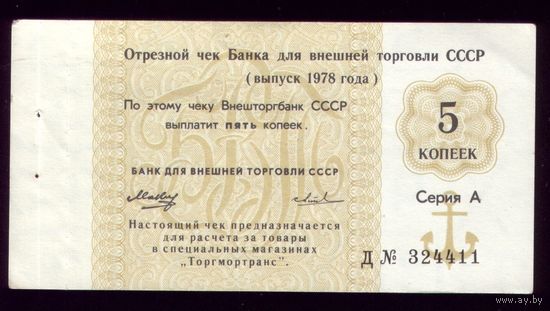 Отрезной чек Банка для внешней торговли СССР
(выпуск 1978 года)
По этому чеку Внешторгбанк СССР
выплатит пять копеек.
5
КОПЕЕК
БАНК ДЛЯ ВНЕШНЕЙ ТОРГОВЛИ СССР
Серия А
Настоящий чек предназначается
для расчета за товары
в специальных магазинах
„Торгмортранс".
Д № 324411
www.ay.by